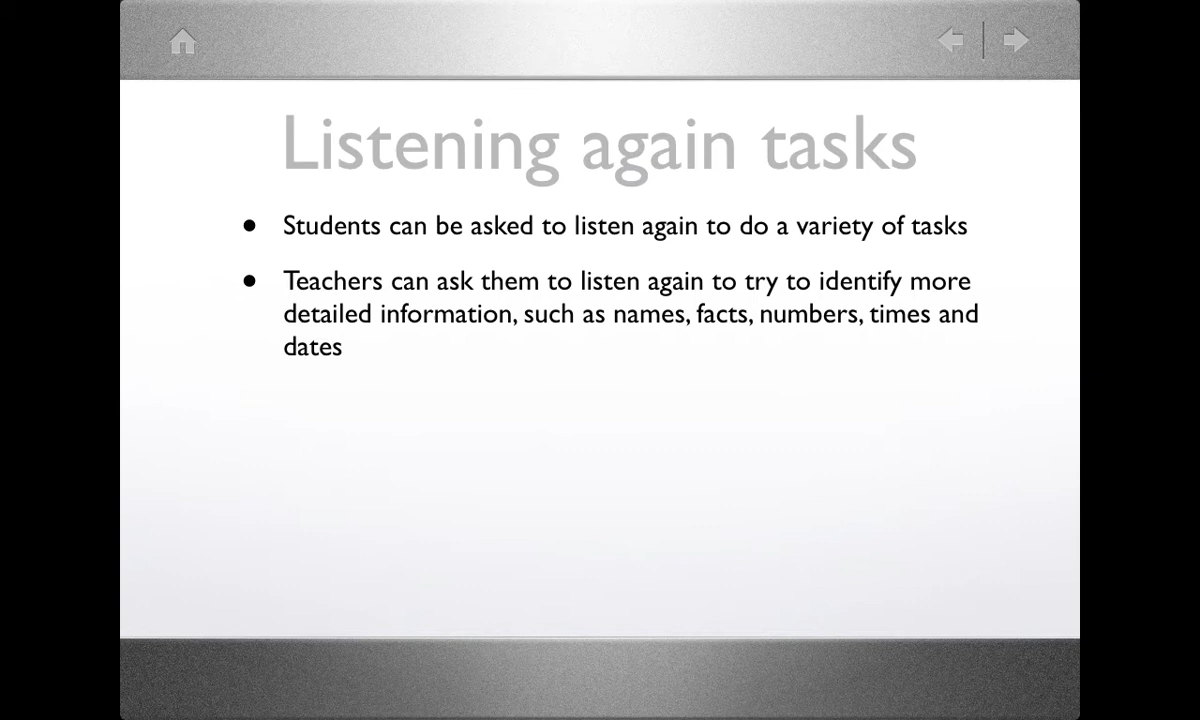 Listening again tasks
• Students can be asked to listen again to do a variety of tasks
• Teachers can ask them to listen again to try to identify more
detailed information, such as names, facts, numbers, times and
dates